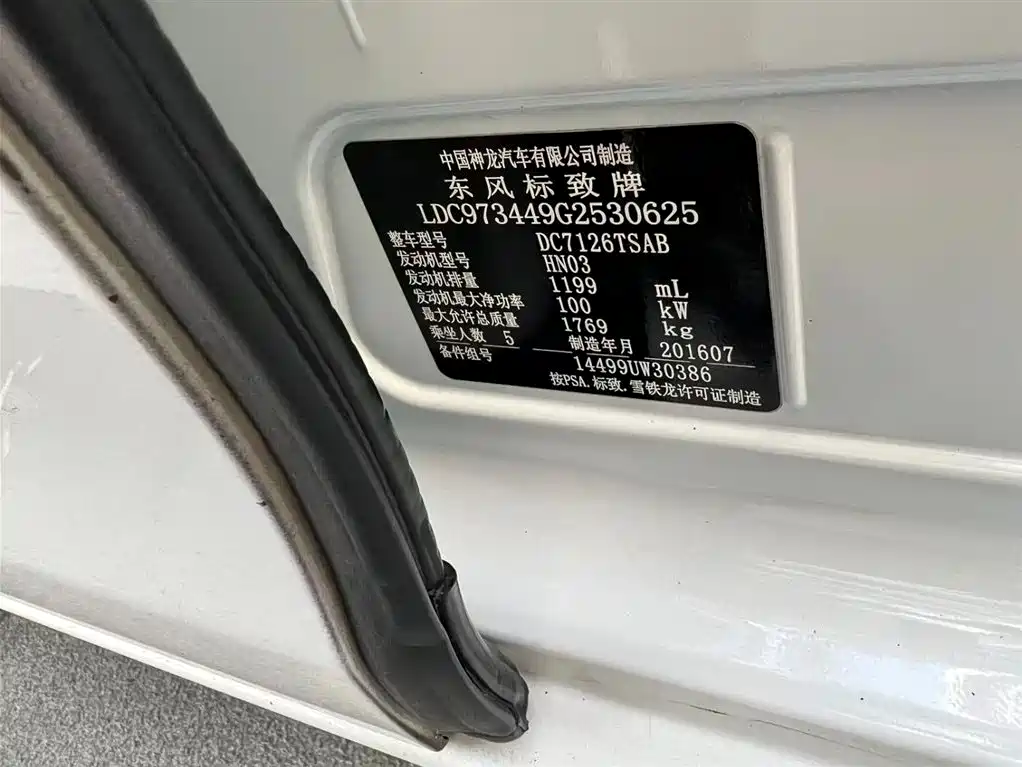 中国神龙汽车有限公司制造
东风标致牌
LDC973449G2530625
整车型号 DC7126TSAB
发动机型号 HN03
发动机排量 1199 mL
发动机最大净功率 100 kW
最大允许总质量 1769 kg
乘坐人数 5 制造年月 201607
备件组号 14499UW30386
按PSA.标致.雪铁龙许可证制造